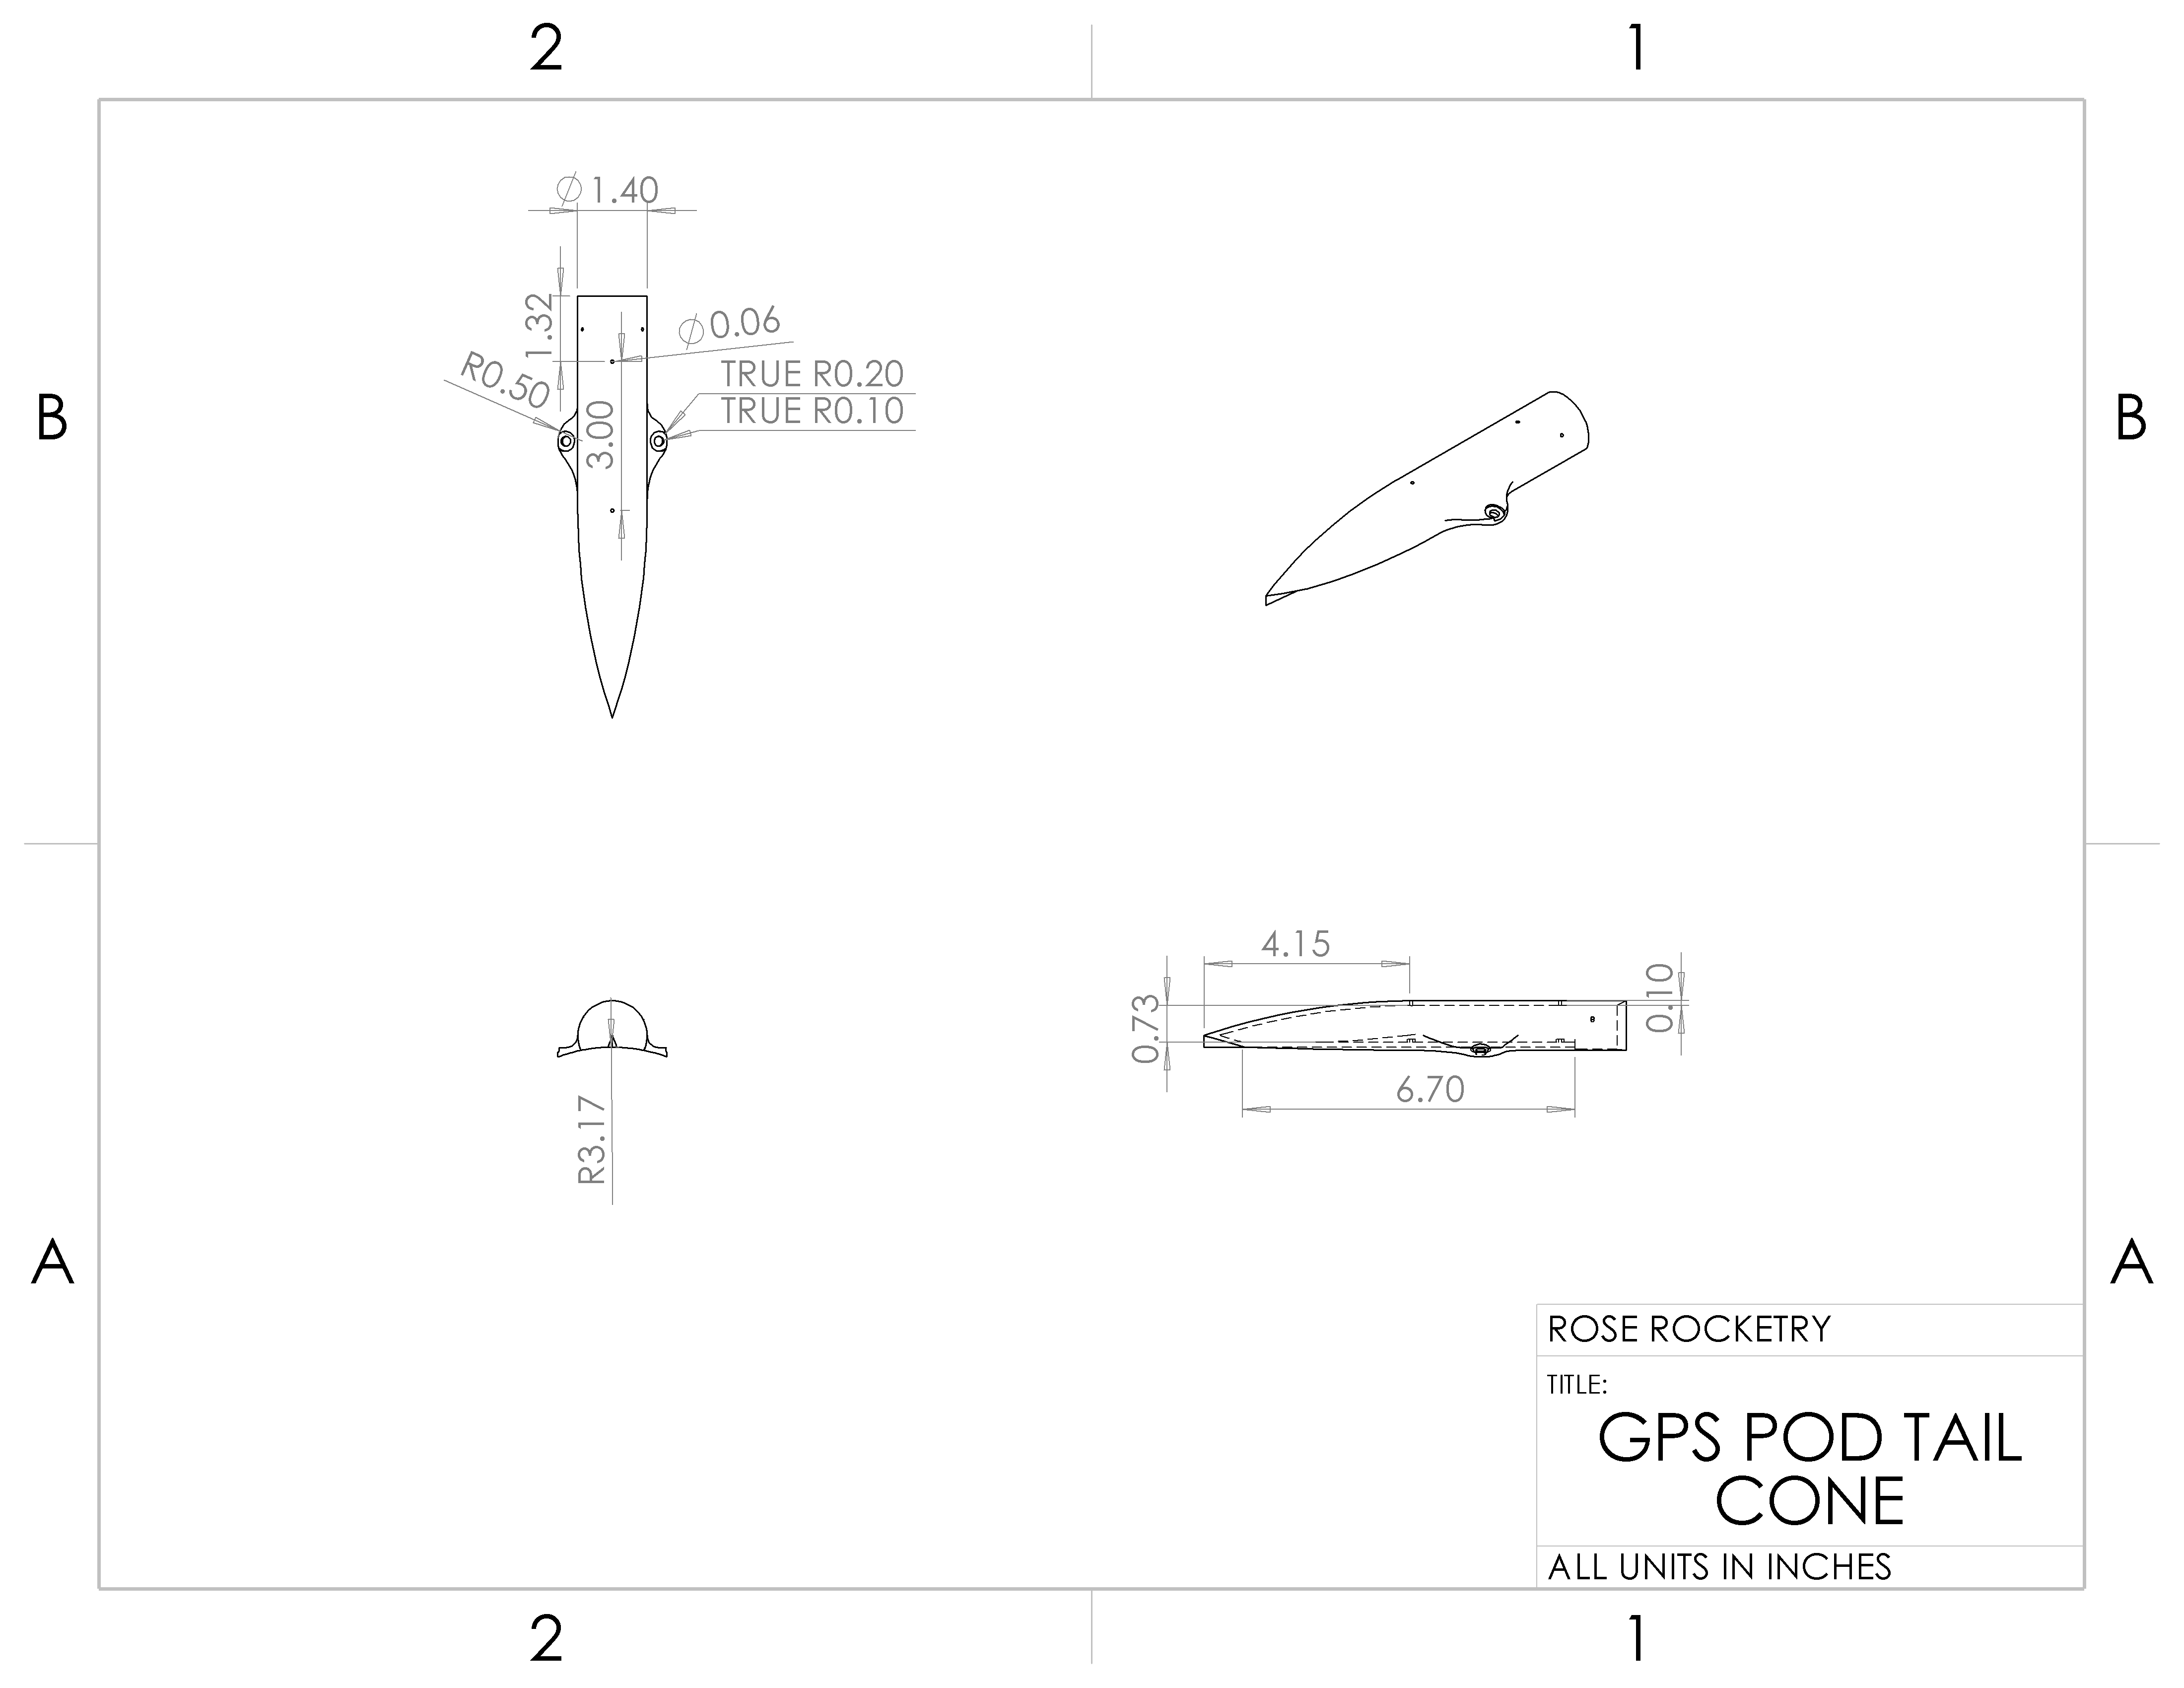 2
1
∅1.40
1.32
∅0.06
R0.50
TRUE R0.20
TRUE R0.10
3.00
B
B
4.15
0.73
0.10
6.70
R3.17
A
A
ROSE ROCKETRY
TITLE:
GPS POD TAIL
CONE
ALL UNITS IN INCHES
2
1